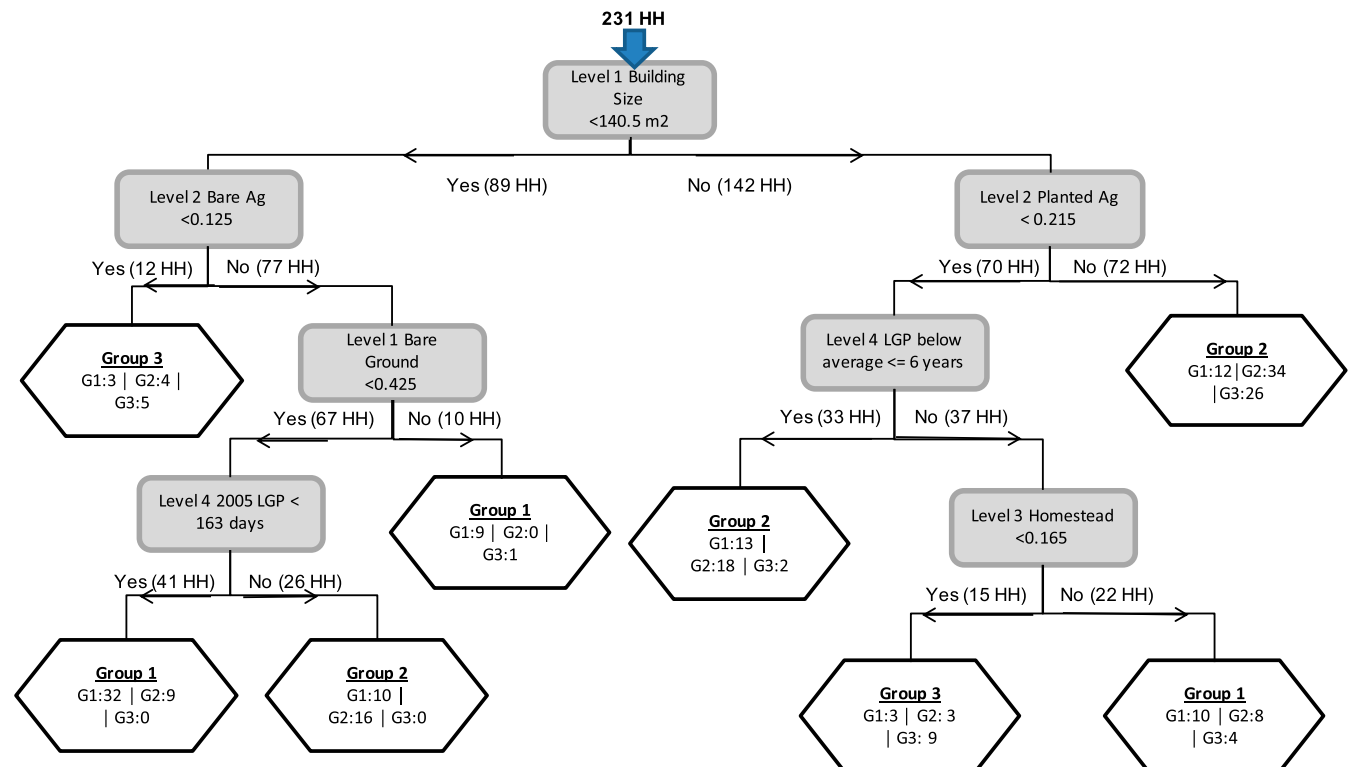 231 HH
Level 1 Building
Size
<140.5 m2
Yes (89 HH)
No (142 HH)
Level 2 Bare Ag
<0.125
Level 2 Planted Ag
< 0.215
Yes (12 HH)
No (77 HH)
Yes (70 HH)
No (72 HH)
Group 3
G1:3 | G2:4 |
G3:5
Level 1 Bare
Ground
<0.425
Level 4 LGP below
average <= 6 years
Group 2
G1:12|G2:34
|G3:26
Yes (67 HH)
No (10 HH)
Yes (33 HH)
No (37 HH)
Level 4 2005 LGP <
163 days
Group 1
G1:9 | G2:0 |
G3:1
Group 2
G1:13 |
G2:18 | G3:2
Level 3 Homestead
<0.165
Yes (41 HH)
No (26 HH)
Yes (15 HH)
No (22 HH)
Group 1
G1:32 | G2:9
| G3:0
Group 2
G1:10 |
G2:16 | G3:0
Group 3
G1:3 | G2: 3
| G3: 9
Group 1
G1:10 | G2:8
| G3:4